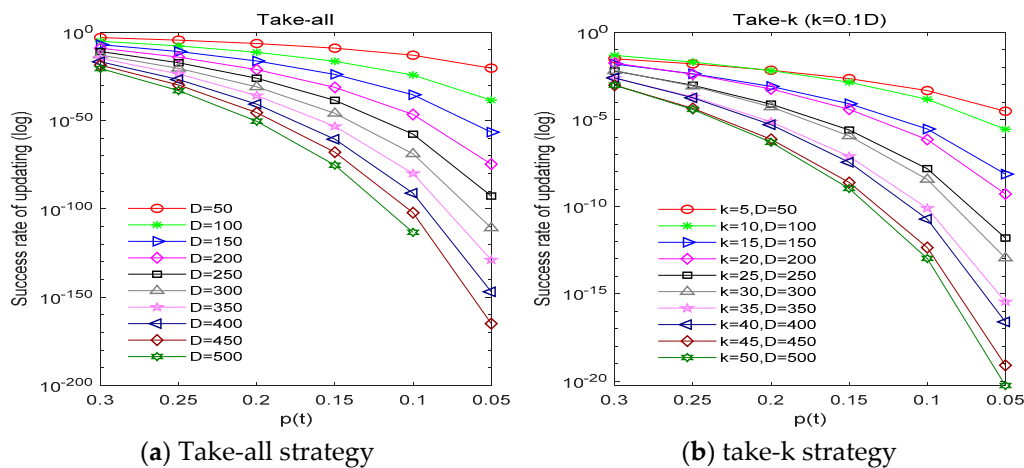 Take-all
Success rate of updating (log)
10^0
10^-50
10^-100
10^-150
10^-200
D=50
D=100
D=150
D=200
D=250
D=300
D=350
D=400
D=450
D=500
0.3 0.25 0.2 0.15 0.1 0.05
p(t)
(a) Take-all strategy
Take-k (k=0.1D)
Success rate of updating (log)
10^0
10^-5
10^-10
10^-15
10^-20
k=5,D=50
k=10,D=100
k=15,D=150
k=20,D=200
k=25,D=250
k=30,D=300
k=35,D=350
k=40,D=400
k=45,D=450
k=50,D=500
0.3 0.25 0.2 0.15 0.1 0.05
p(t)
(b) take-k strategy